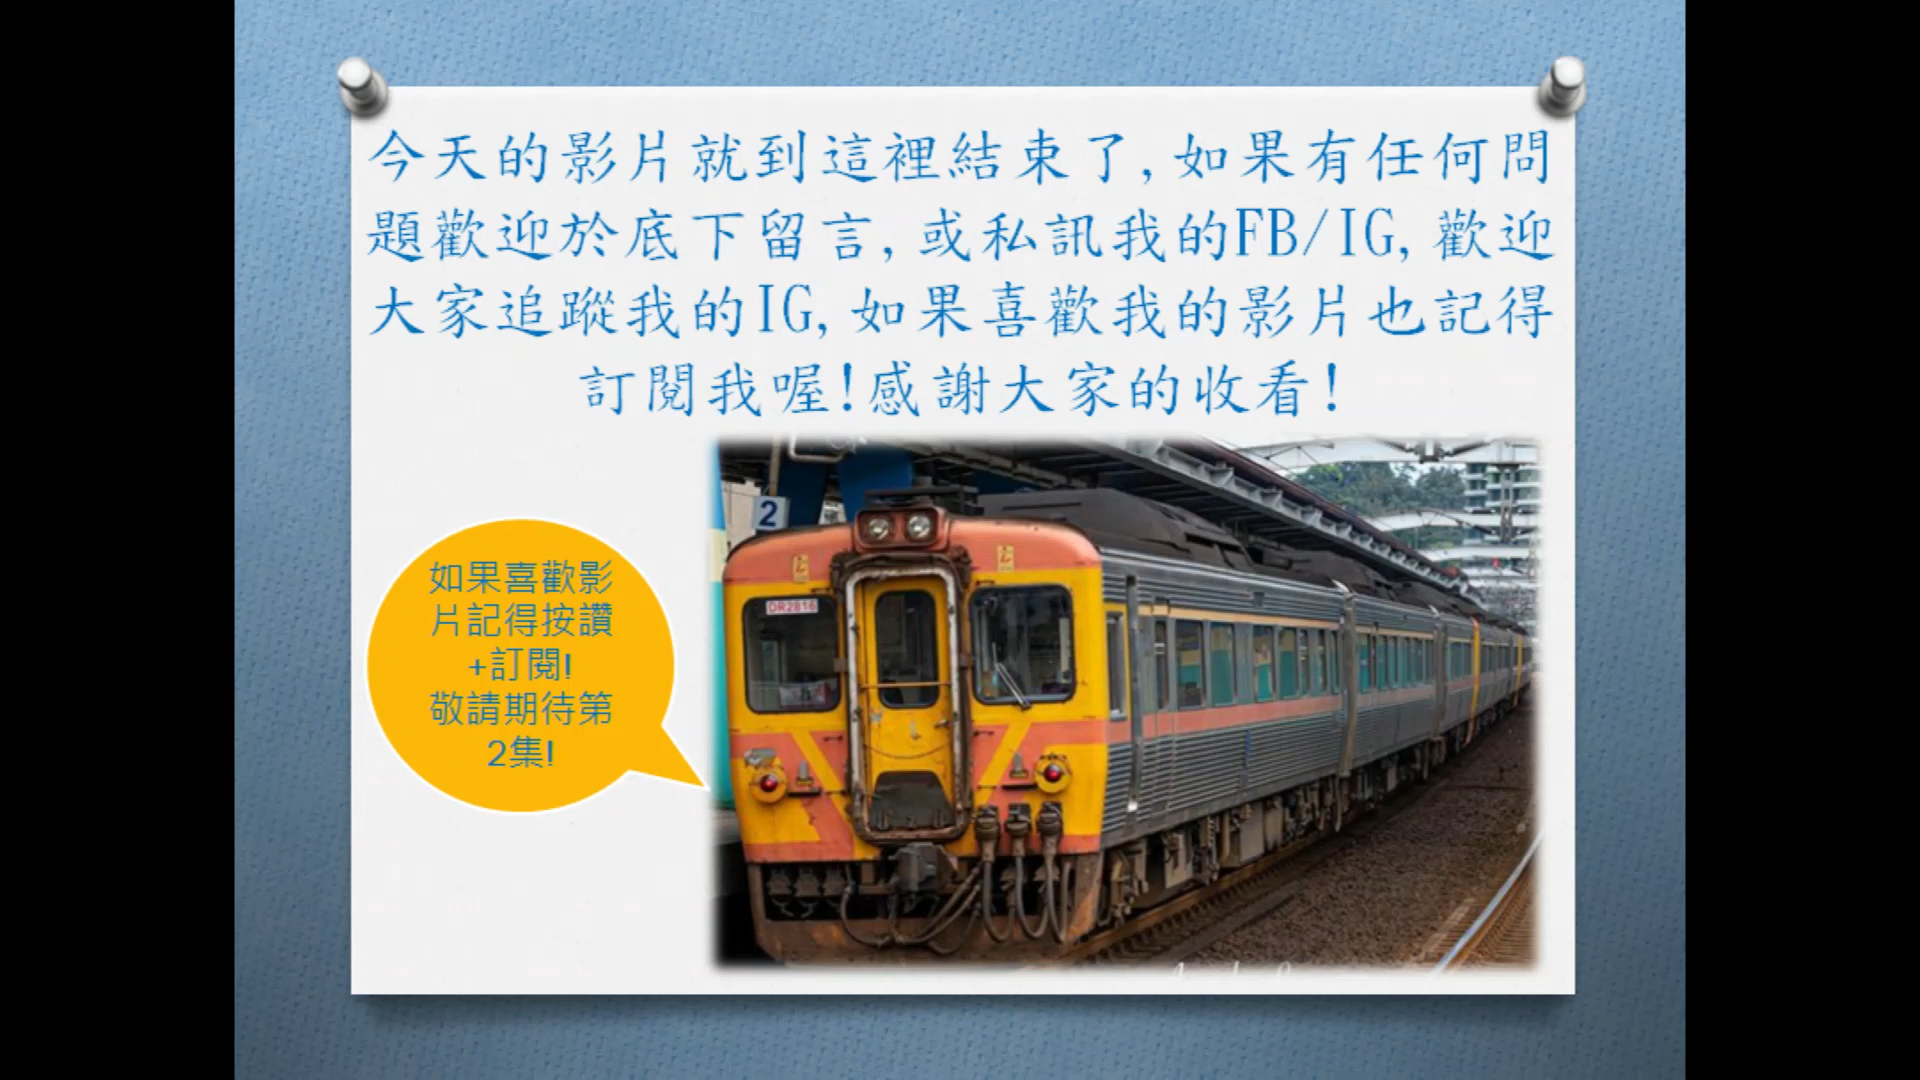 今天的影片就到這裡結束了,如果有任何問
題歡迎於底下留言,或私訊我的FB/IG,歡迎
大家追蹤我的IG,如果喜歡我的影片也記得
訂閱我喔!感謝大家的收看!
如果喜歡影
片記得按讚
+訂閱!
敬請期待第
2集!
2
DR2816